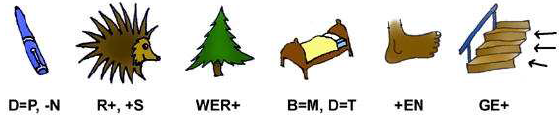 D=P, -N R+, +S WER+ B=M, D=T +EN GE+